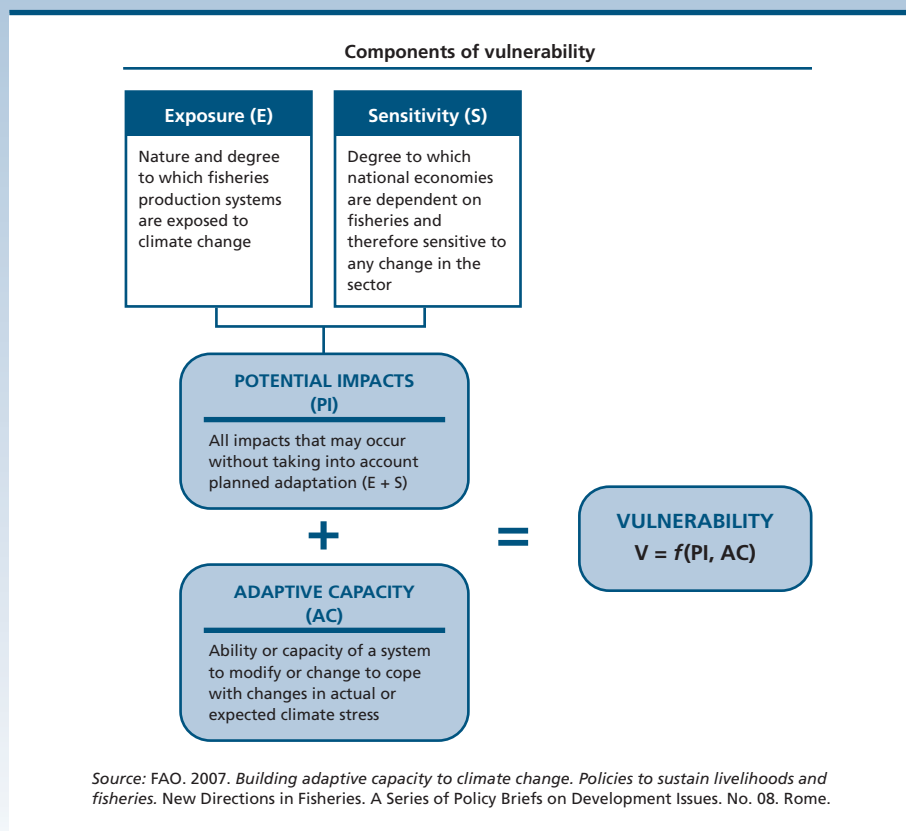 Components of vulnerability
Exposure (E)
Nature and degree
to which fisheries
production systems
are exposed to
climate change
Sensitivity (S)
Degree to which
national economies
are dependent on
fisheries and
therefore sensitive to
any change in the
sector
POTENTIAL IMPACTS
(PI)
All impacts that may occur
without taking into account
planned adaptation (E + S)
+
=
VULNERABILITY
V = f(PI, AC)
ADAPTIVE CAPACITY
(AC)
Ability or capacity of a system
to modify or change to cope
with changes in actual or
expected climate stress
Source: FAO. 2007. Building adaptive capacity to climate change. Policies to sustain livelihoods and
fisheries. New Directions in Fisheries. A Series of Policy Briefs on Development Issues. No. 08. Rome.